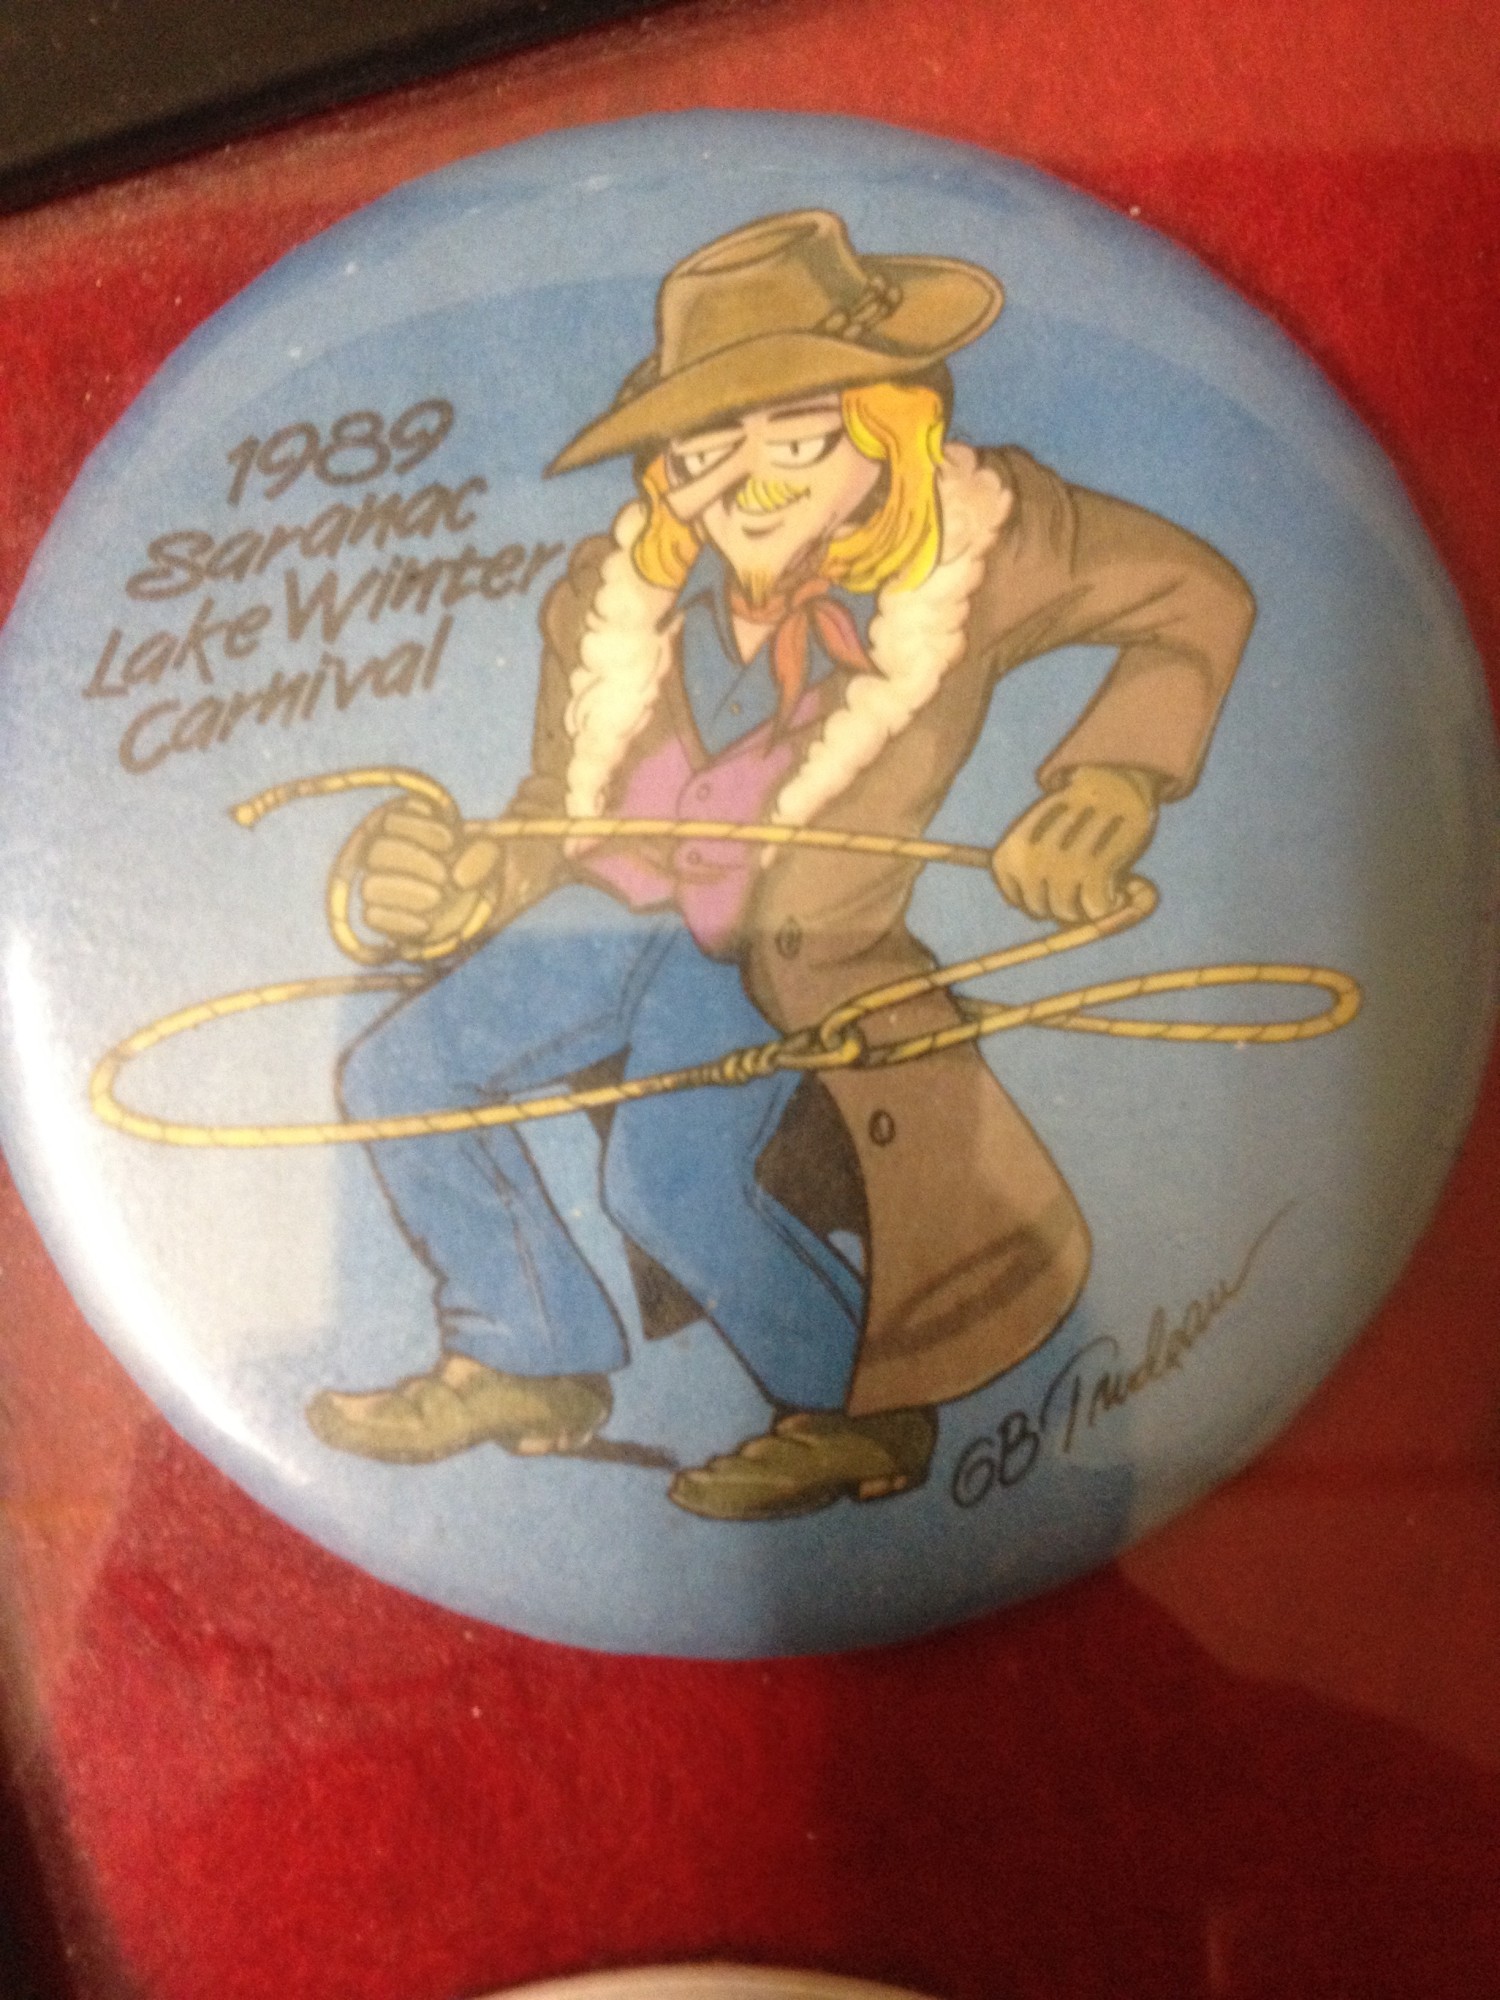 1989
Saranac
Lake Winter
Carnival
GB Trudeau